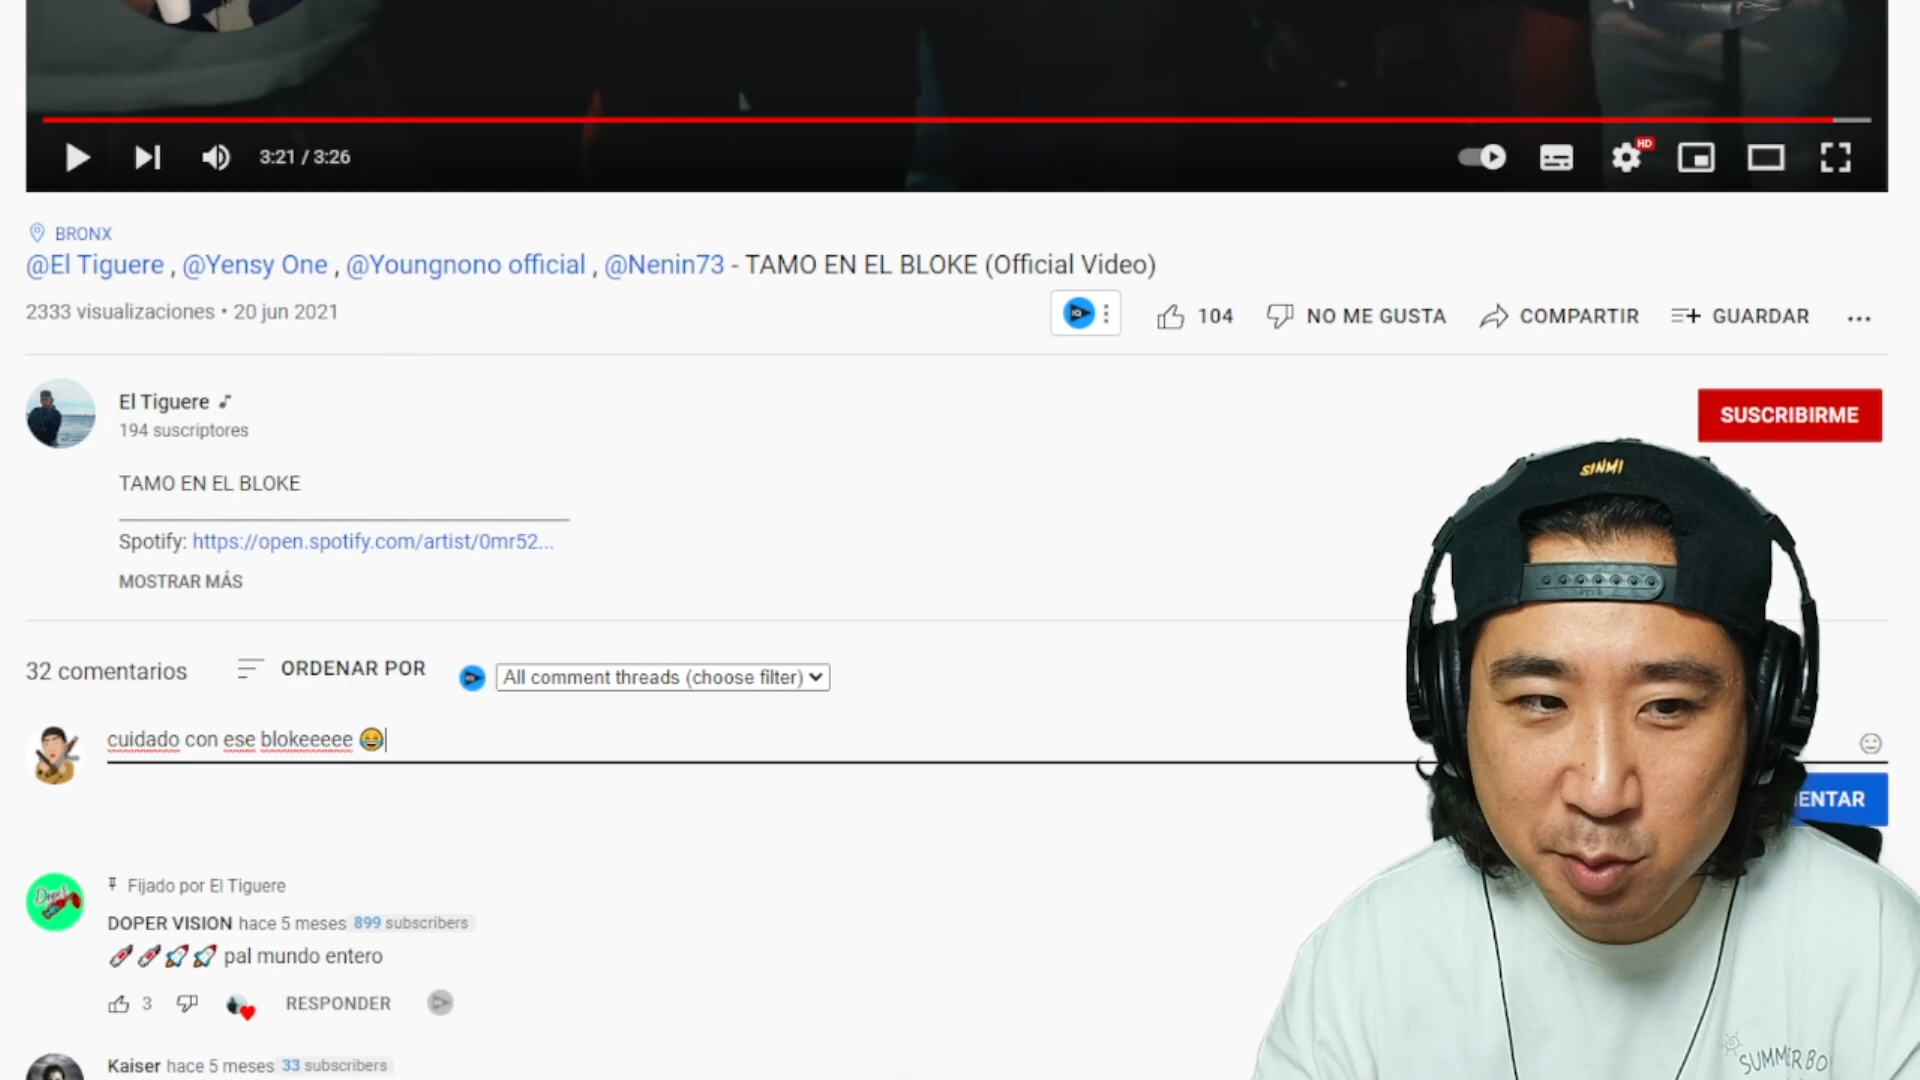 3:21 / 3:26
HD
BRONX
@El Tiguere , @Yensy One , @Youngnono official , @Nenin73 - TAMO EN EL BLOKE (Official Video)
2333 visualizaciones • 20 jun 2021
104
NO ME GUSTA
COMPARTIR
GUARDAR
El Tiguere
194 suscriptores
SUSCRIBIRME
TAMO EN EL BLOKE
Spotify: https://open.spotify.com/artist/0mr52...
MOSTRAR MÁS
SINMI
32 comentarios
ORDENAR POR
All comment threads (choose filter)
cuidado con ese blokeeeee 😂
ENTAR
Fijado por El Tiguere
DOPER VISION hace 5 meses 899 subscribers
pal mundo entero
3
RESPONDER
SUMMER BO
Kaiser hace 5 meses 33 subscribers